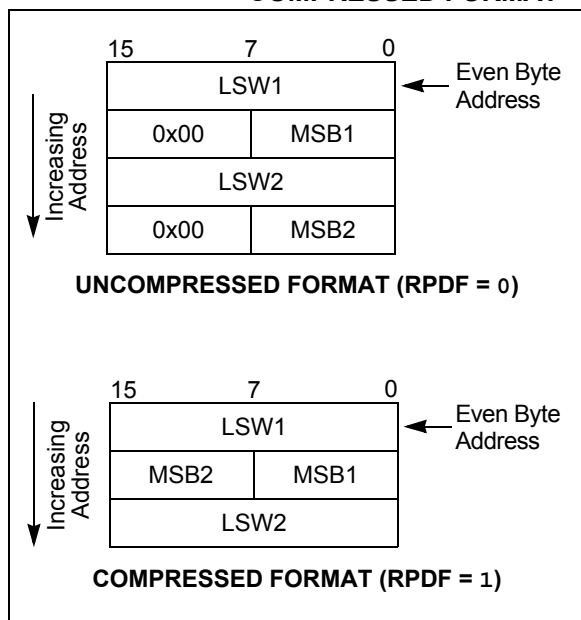 15 7 0
LSW1
Even Byte
Address
0x00 MSB1
LSW2
0x00 MSB2
Increasing
Address
UNCOMPRESSED FORMAT (RPDF = 0)
15 7 0
LSW1
Even Byte
Address
MSB2 MSB1
LSW2
Increasing
Address
COMPRESSED FORMAT (RPDF = 1)